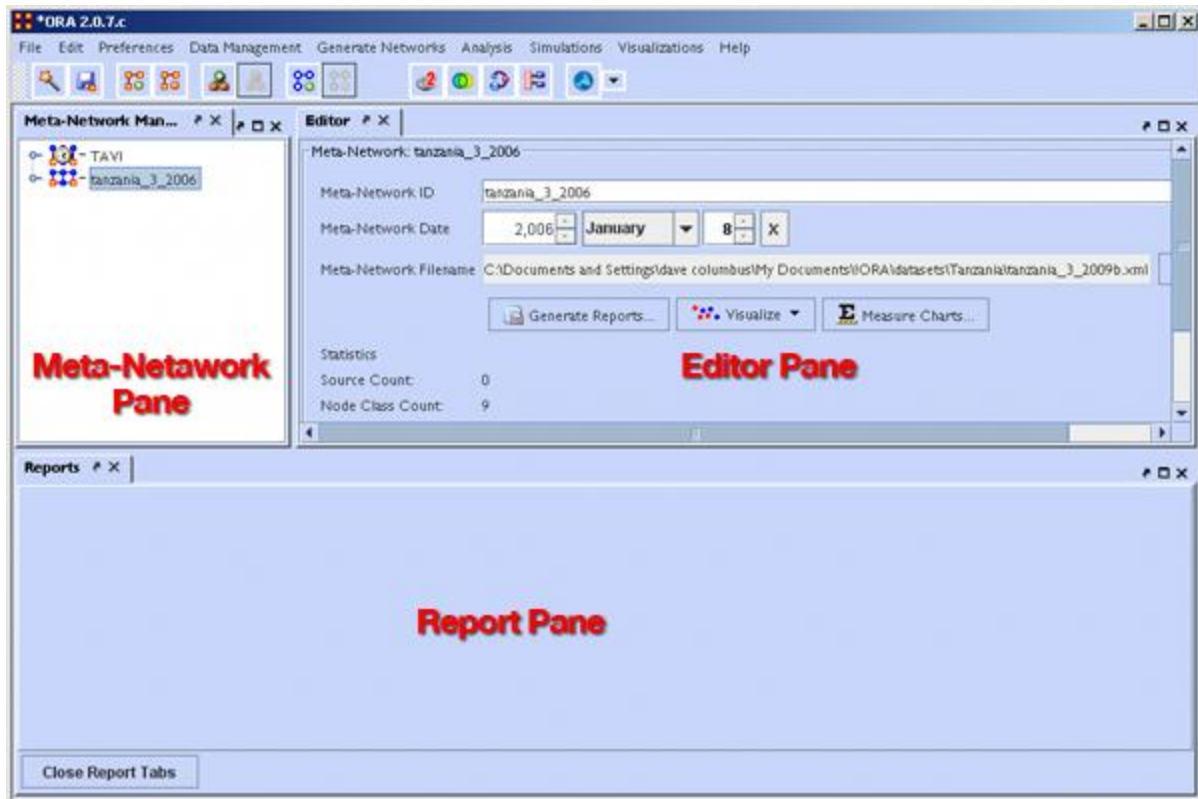 *ORA 2.0.7.c
File Edit Preferences Data Management Generate Networks Analysis Simulations Visualizations Help
Meta-Network Man...
Editor
TAVI
tanzania_3_2006
Meta-Network: tanzania_3_2006
Meta-Network ID tanzania_3_2006
Meta-Network Date 2,006 January 8 X
Meta-Network Filename C:\Documents and Settings\dave columbus\My Documents\!ORA\datasets\Tanzania\tanzania_3_2009b.xml
Generate Reports... Visualize Measure Charts...
Statistics
Source Count: 0
Node Class Count: 9
Meta-Netawork
Pane
Editor Pane
Reports
Report Pane
Close Report Tabs